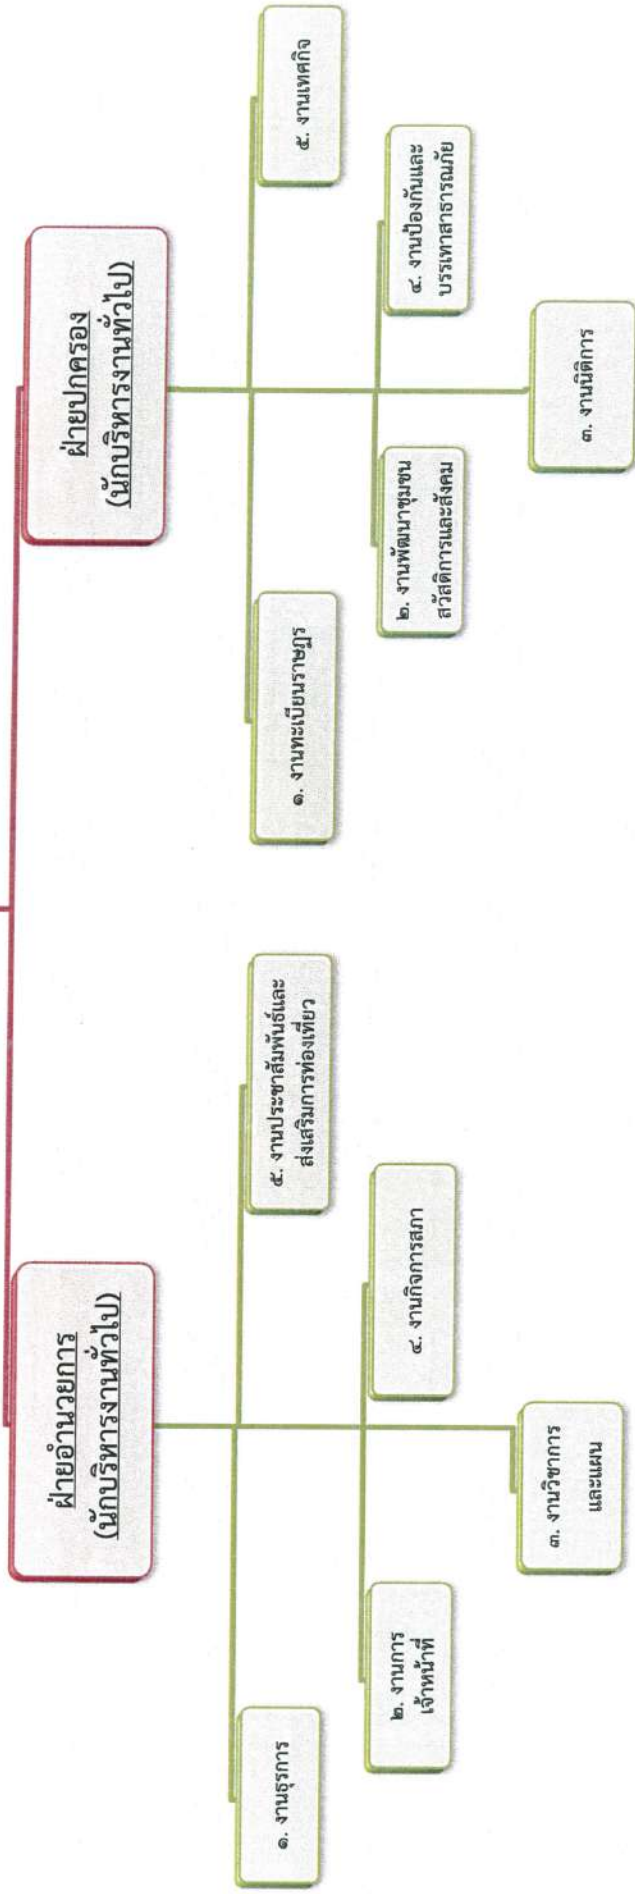 ฝ่ายอำนวยการ
(นักบริหารงานทั่วไป)
๑. งานธุรการ
๕. งานประชาสัมพันธ์และ
ส่งเสริมการท่องเที่ยว
๒. งานการ
เจ้าหน้าที่
๔. งานกิจการสภา
๓. งานวิชาการ
และแผน
ฝ่ายปกครอง
(นักบริหารงานทั่วไป)
๑. งานทะเบียนราษฎร
๕. งานเทศกิจ
๒. งานพัฒนาชุมชน
สวัสดิการและสังคม
๔. งานป้องกันและ
บรรเทาสาธารณภัย
๓. งานนิติการ